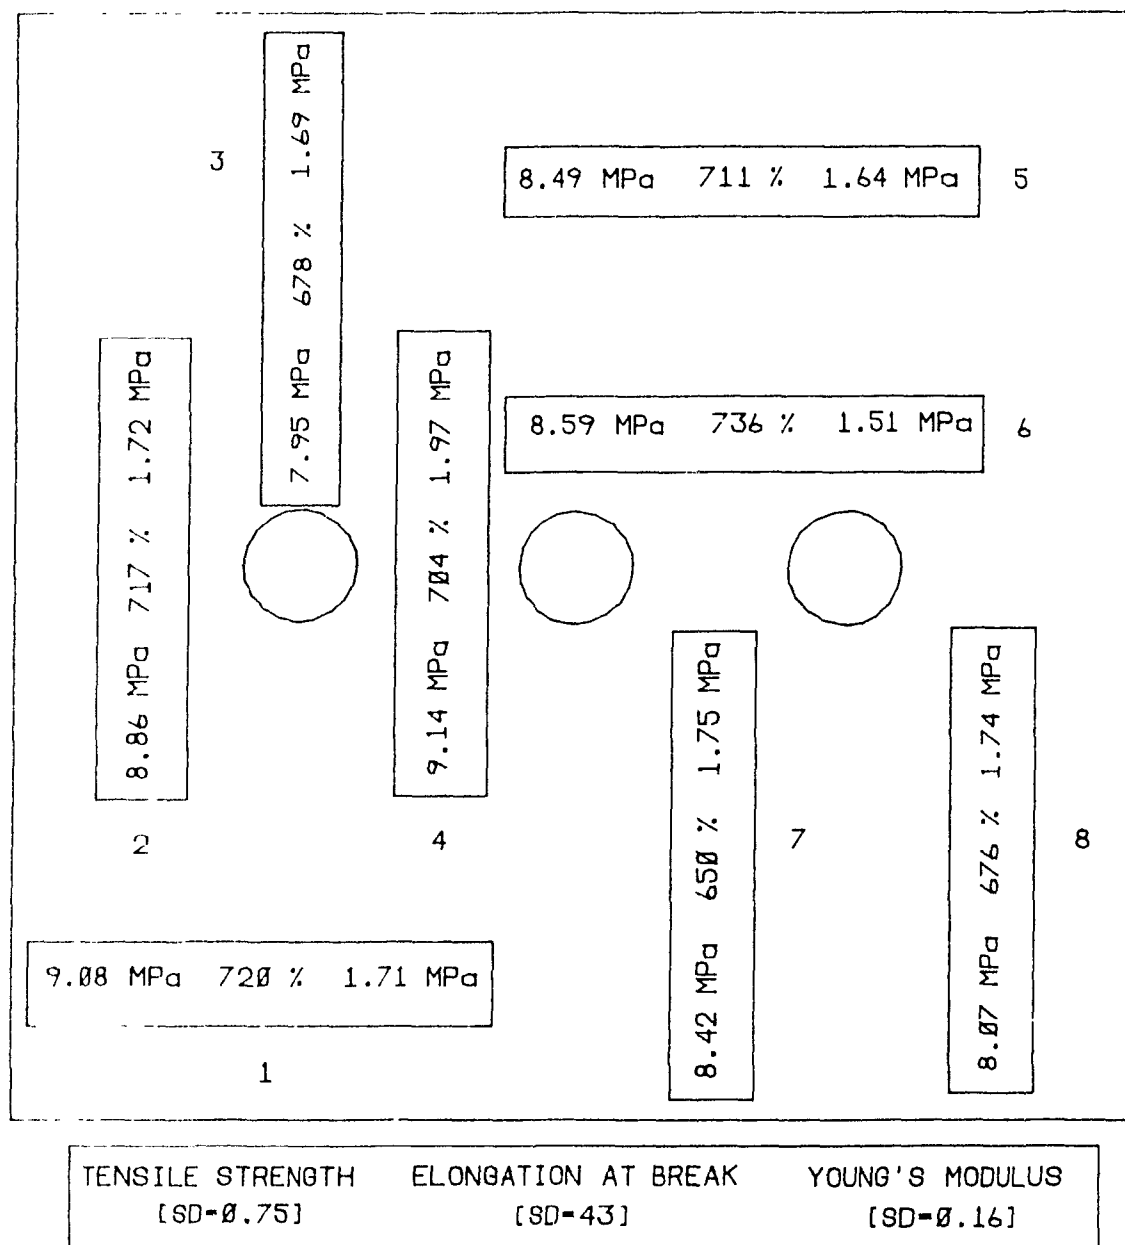 3
7.95 MPa 678 % 1.69 MPa
8.49 MPa 711 % 1.64 MPa
5
8.86 MPa 717 % 1.72 MPa
2
9.14 MPa 704 % 1.97 MPa
4
8.59 MPa 736 % 1.51 MPa
6
8.42 MPa 650 % 1.75 MPa
7
8.07 MPa 676 % 1.74 MPa
8
9.08 MPa 720 % 1.71 MPa
1
TENSILE STRENGTH ELONGATION AT BREAK YOUNG'S MODULUS
[SD=0.75] [SD=43] [SD=0.16]